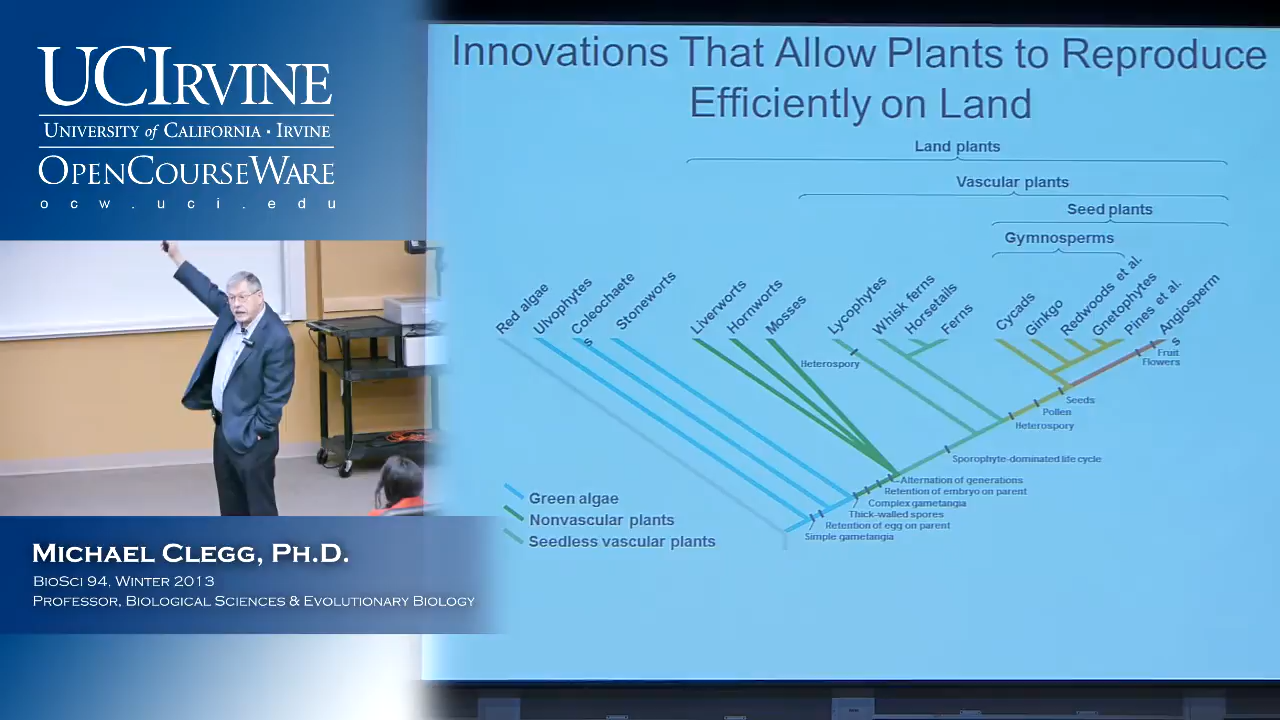 UCIRVINE
UNIVERSITY of CALIFORNIA · IRVINE
OPENCOURSEWARE
ocw.uci.edu
MICHAEL CLEGG, PH.D.
BIOSCI 94, WINTER 2013
PROFESSOR, BIOLOGICAL SCIENCES & EVOLUTIONARY BIOLOGY
Innovations That Allow Plants to Reproduce
Efficiently on Land
Land plants
Vascular plants
Seed plants
Gymnosperms
Red algae
Ulvophytes
Coleochaete
s
Stoneworts
Liverworts
Hornworts
Mosses
Lycophytes
Whisk ferns
Horsetails
Ferns
Cycads
Ginkgo
Redwoods et al.
Gnetophytes
Pines et al.
Angiosperm
s
Heterospory
Fruit
Flowers
Seeds
Pollen
Heterospory
Sporophyte-dominated life cycle
Alternation of generations
Retention of embryo on parent
Complex gametangia
Thick-walled spores
Retention of egg on parent
Simple gametangia
Green algae
Nonvascular plants
Seedless vascular plants